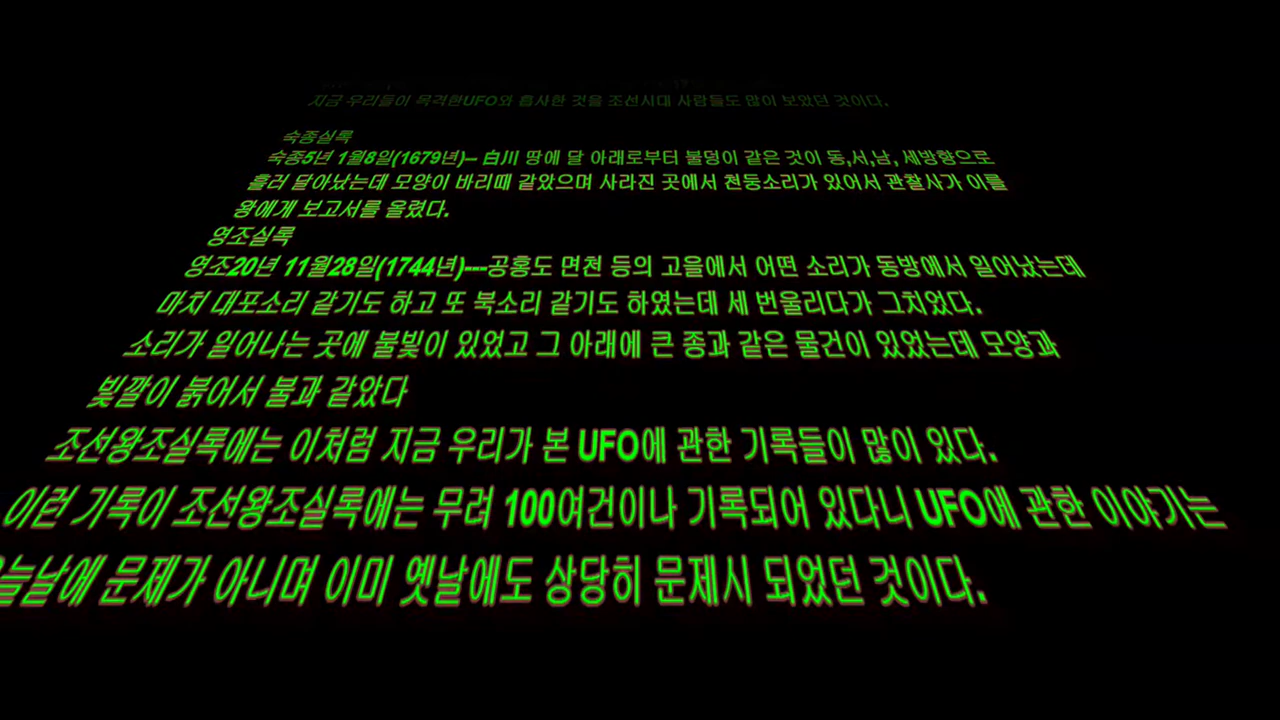 지금 우리들이 목격한UFO와 흡사한 것을 조선시대 사람들도 많이 보았던 것이다.
숙종실록
숙종5년 1월8일(1679년)-- 白川 땅에 달 아래로부터 불덩이 같은 것이 동,서,남, 세방향으로
흘러 달아났는데 모양이 바리때 같았으며 사라진 곳에서 천둥소리가 있어서 관찰사가 이를
왕에게 보고서를 올렸다.
영조실록
영조20년 11월28일(1744년)---공홍도 면천 등의 고을에서 어떤 소리가 동방에서 일어났는데
마치 대포소리 같기도 하고 또 북소리 같기도 하였는데 세 번울리다가 그치었다.
소리가 일어나는 곳에 불빛이 있었고 그 아래에 큰 종과 같은 물건이 있었는데 모양과
빛깔이 붉어서 불과 같았다
조선왕조실록에는 이처럼 지금 우리가 본 UFO에 관한 기록들이 많이 있다.
이런 기록이 조선왕조실록에는 무려 100여건이나 기록되어 있다니 UFO에 관한 이야기는
늘날에 문제가 아니며 이미 옛날에도 상당히 문제시 되었던 것이다.